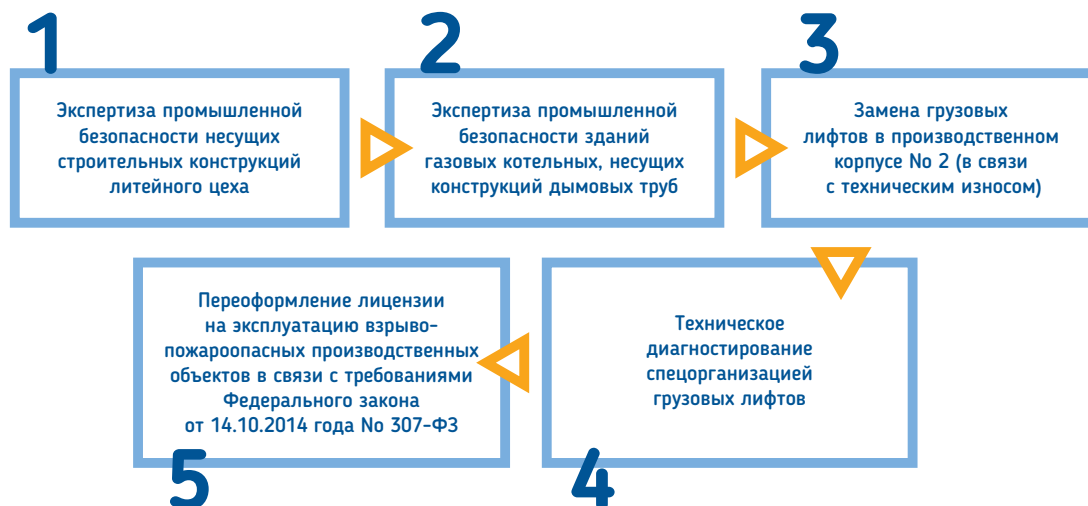 1
Экспертиза промышленной
безопасности несущих
строительных конструкций
литейного цеха
2
Экспертиза промышленной
безопасности зданий
газовых котельных, несущих
конструкций дымовых труб
3
Замена грузовых
лифтов в производственном
корпусе No 2 (в связи
с техническим износом)
4
Техническое
диагностирование
спецорганизацией
грузовых лифтов
5
Переоформление лицензии
на эксплуатацию взрыво-
пожароопасных производственных
объектов в связи с требованиями
Федерального закона
от 14.10.2014 года No 307-ФЗ